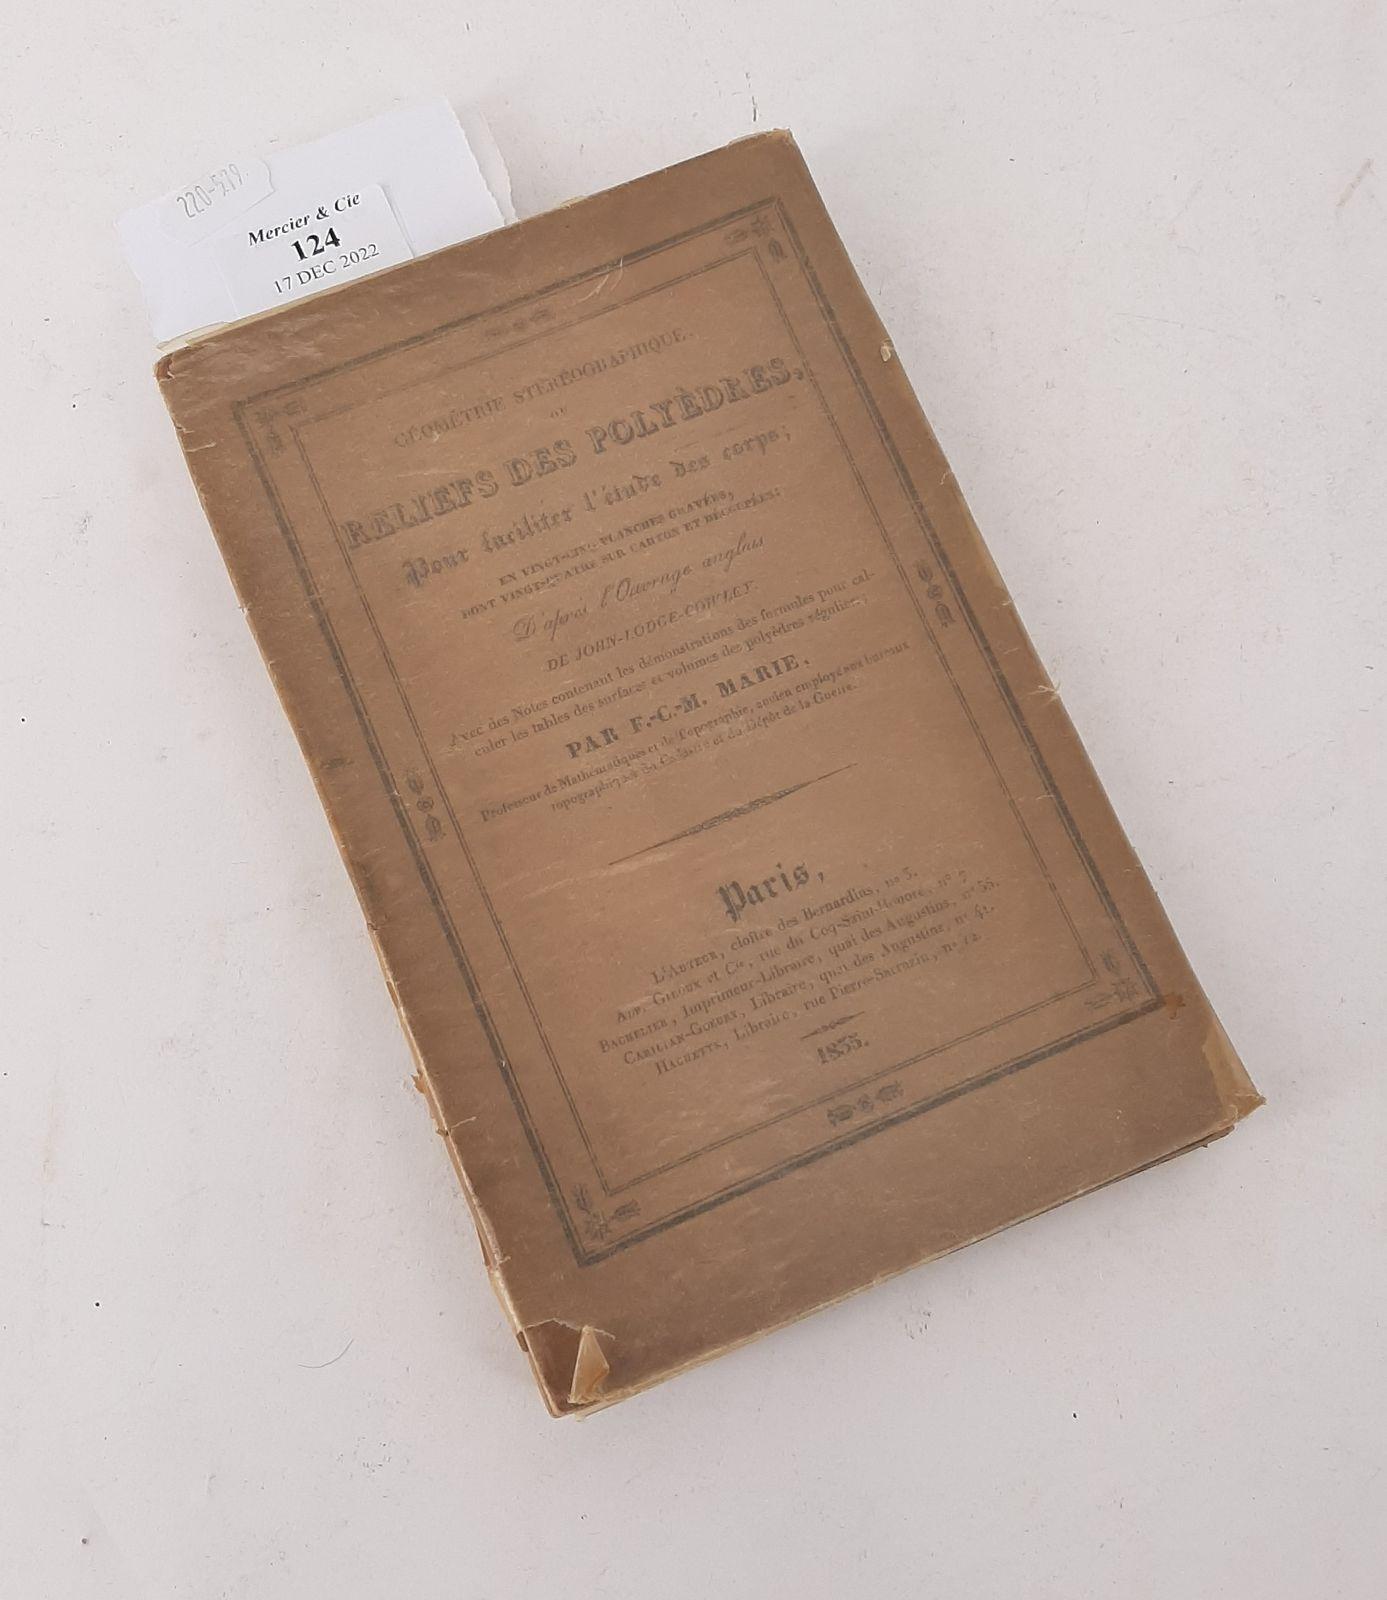 220-579.
Mercier & Cie
124
17 DEC 2022
GÉOMÉTRIE STÉRÉOGRAPHIQUE,
OU
RELIEFS DES POLYÈDRES,
Pour faciliter l'étude des corps;
EN VINGT-CINQ PLANCHES GRAVÉES,
DONT VINGT-QUATRE SUR CARTON ET DÉCOUPÉES:
D'après l'Ouvrage anglais
DE JOHN-LODGE-COWLEY.
Avec des Notes contenant les démonstrations des formules pour cal-
culer les tables des surfaces et volumes des polyèdres réguliers;
PAR F.-C.-M. MARIE,
Professeur de Mathématiques et de Topographie, ancien employé aux bureaux
topographiques du Cadastre et du Dépôt de la Guerre.
Paris,
L'AUTEUR, cloître des Bernardins, no 3.
ALP. GIROUX et Cie, rue du Coq-Saint-Honoré, no 7
BACHELIER, Imprimeur-Libraire, quai des Augustins, no 55.
CARILIAN-GOEURY, Libraire, quai des Augustins, no 41.
HACHETTE, Libraire, rue Pierre-Sarrazin, no 12.
1835.